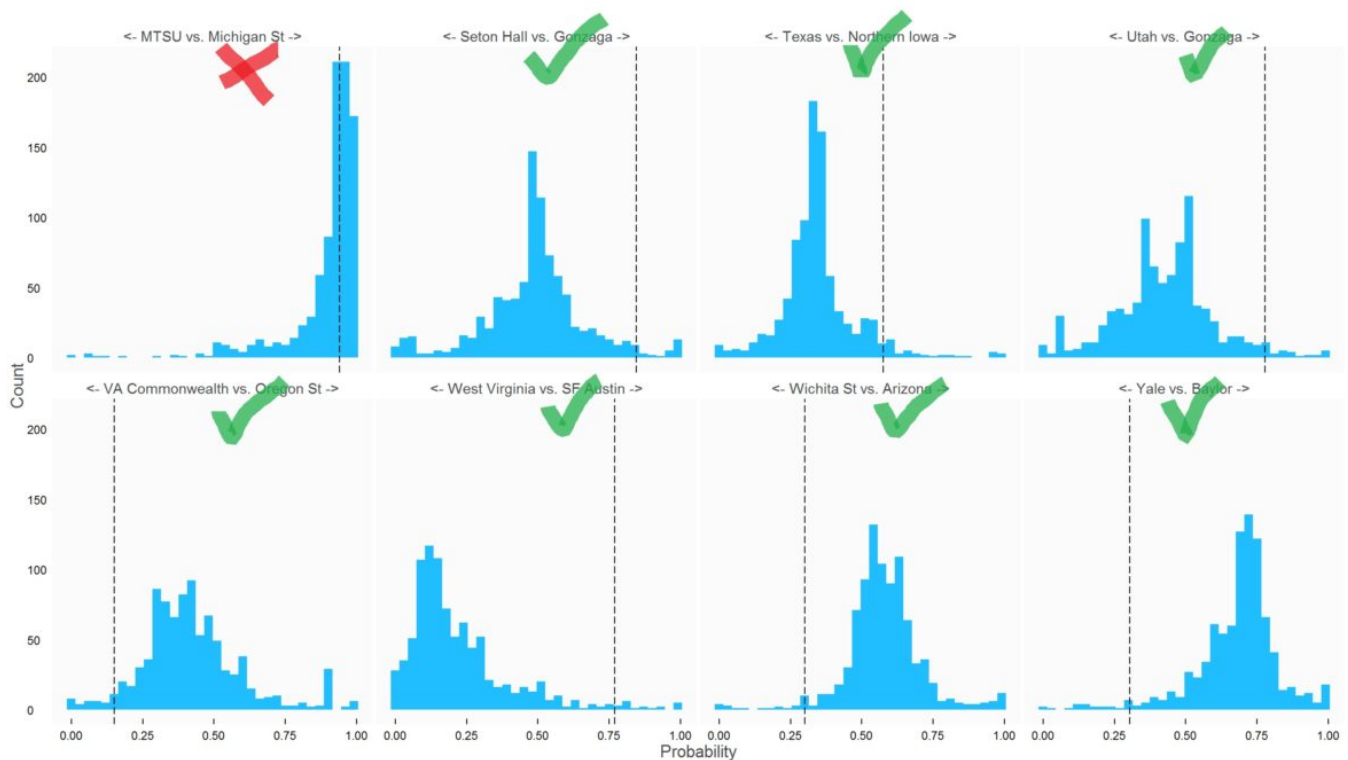 <- MTSU vs. Michigan St ->
<- Seton Hall vs. Gonzaga ->
<- Texas vs. Northern Iowa ->
<- Utah vs. Gonzaga ->
200
150
100
50
0
Count
<- VA Commonwealth vs. Oregon St ->
<- West Virginia vs. SF Austin ->
<- Wichita St vs. Arizona ->
<- Yale vs. Baylor ->
200
150
100
50
0
0.00 0.25 0.50 0.75 1.00
0.00 0.25 0.50 0.75 1.00
0.00 0.25 0.50 0.75 1.00
0.00 0.25 0.50 0.75 1.00
Probability